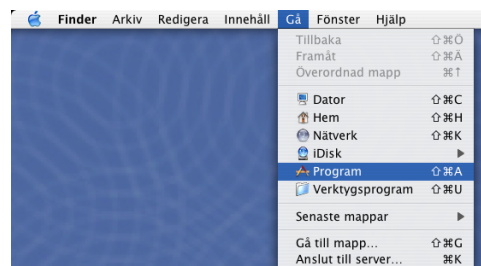 Finder Arkiv Redigera Innehåll Gå Fönster Hjälp
Tillbaka ⇧⌘Ö
Framåt ⇧⌘Ä
Överordnad mapp ⌘↑
Dator ⇧⌘C
Hem ⇧⌘H
Nätverk ⇧⌘K
iDisk
Program ⇧⌘A
Verktygsprogram ⇧⌘U
Senaste mappar
Gå till mapp... ⇧⌘G
Anslut till server... ⌘K